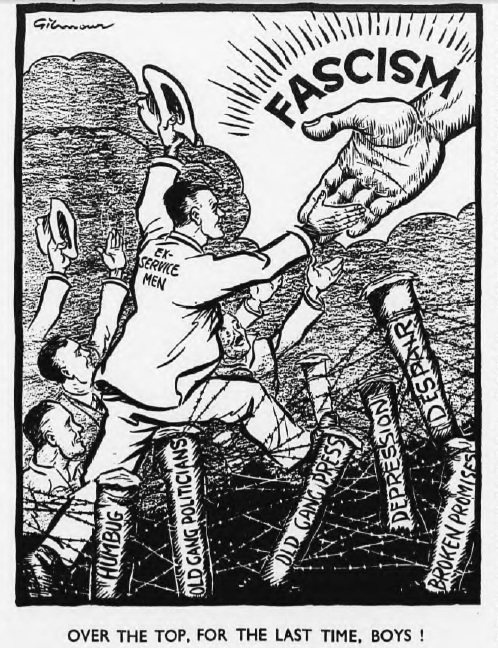 Gilmour
FASCISM
EX-
SERVICE
MEN
DESPAIR
DEPRESSION
HUMBUG
OLD GANG POLITICIANS
OLD GANG PRESS
BROKEN PROMISES
OVER THE TOP, FOR THE LAST TIME, BOYS !